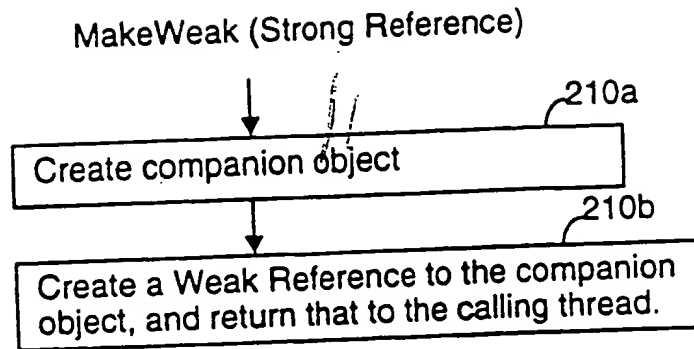 MakeWeak (Strong Reference)
210a
Create companion object
210b
Create a Weak Reference to the companion
object, and return that to the calling thread.